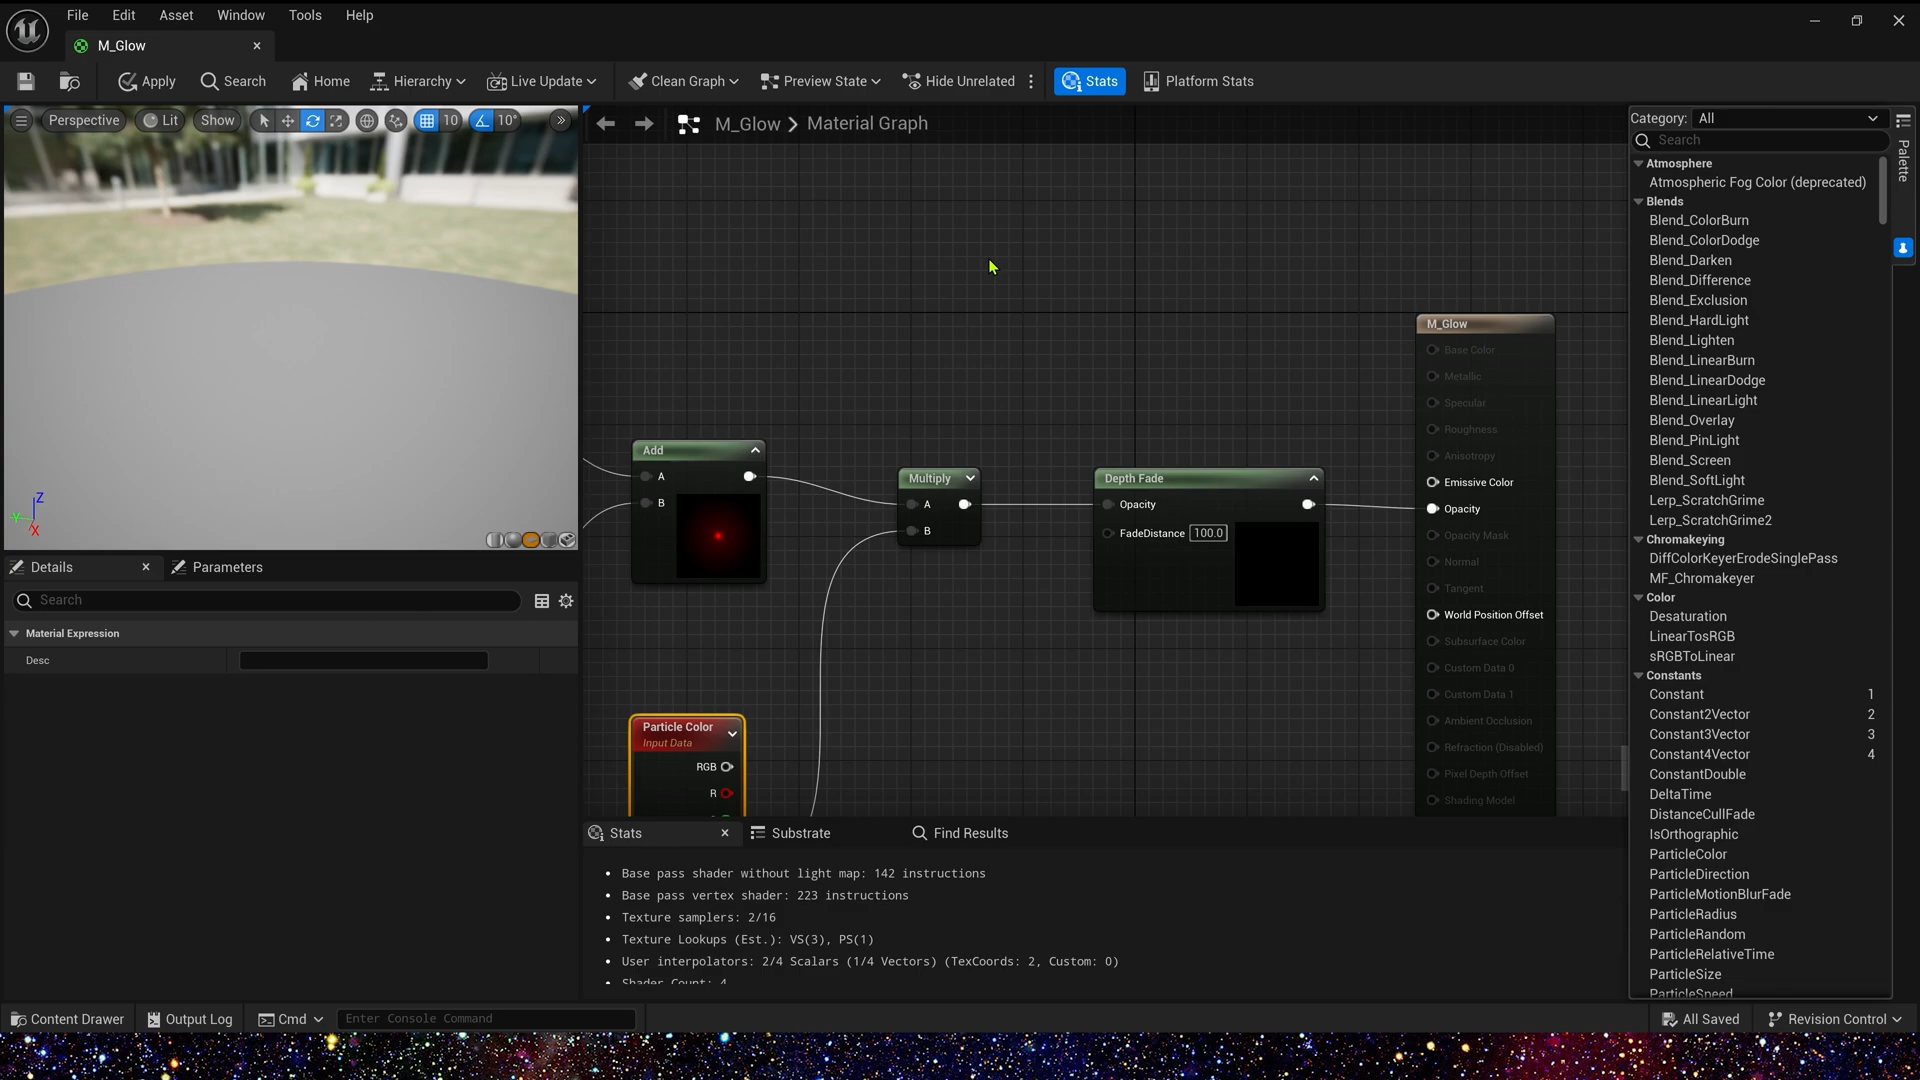 File Edit Asset Window Tools Help
M_Glow
Apply Search Home Hierarchy Live Update Clean Graph Preview State Hide Unrelated Stats Platform Stats
Perspective Lit Show 10 10°
M_Glow > Material Graph
Z
Y
X
Details Parameters
Search
Material Expression
Desc
Add
A
B
Multiply
A
B
Depth Fade
Opacity
FadeDistance 100.0
Particle Color
Input Data
RGB
R
M_Glow
Base Color
Metallic
Specular
Roughness
Anisotropy
Emissive Color
Opacity
Opacity Mask
Normal
Tangent
World Position Offset
Subsurface Color
Custom Data 0
Custom Data 1
Ambient Occlusion
Refraction (Disabled)
Pixel Depth Offset
Shading Model
Stats Substrate Find Results
• Base pass shader without light map: 142 instructions
• Base pass vertex shader: 223 instructions
• Texture samplers: 2/16
• Texture Lookups (Est.): VS(3), PS(1)
• User interpolators: 2/4 Scalars (1/4 Vectors) (TexCoords: 2, Custom: 0)
• Shader Count: 4
Category: All
Search
Palette
Atmosphere
Atmospheric Fog Color (deprecated)
Blends
Blend_ColorBurn
Blend_ColorDodge
Blend_Darken
Blend_Difference
Blend_Exclusion
Blend_HardLight
Blend_Lighten
Blend_LinearBurn
Blend_LinearDodge
Blend_LinearLight
Blend_Overlay
Blend_PinLight
Blend_Screen
Blend_SoftLight
Lerp_ScratchGrime
Lerp_ScratchGrime2
Chromakeying
DiffColorKeyerErodeSinglePass
MF_Chromakeyer
Color
Desaturation
LinearTosRGB
sRGBToLinear
Constants
Constant 1
Constant2Vector 2
Constant3Vector 3
Constant4Vector 4
ConstantDouble
DeltaTime
DistanceCullFade
IsOrthographic
ParticleColor
ParticleDirection
ParticleMotionBlurFade
ParticleRadius
ParticleRandom
ParticleRelativeTime
ParticleSize
ParticleSpeed
Content Drawer Output Log Cmd Enter Console Command All Saved Revision Control